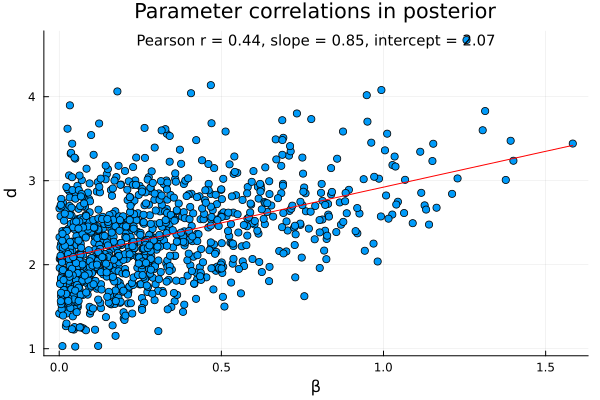 Parameter correlations in posterior
Pearson r = 0.44, slope = 0.85, intercept = 2.07
4
3
d
2
1
0.0 0.5 1.0 1.5
β